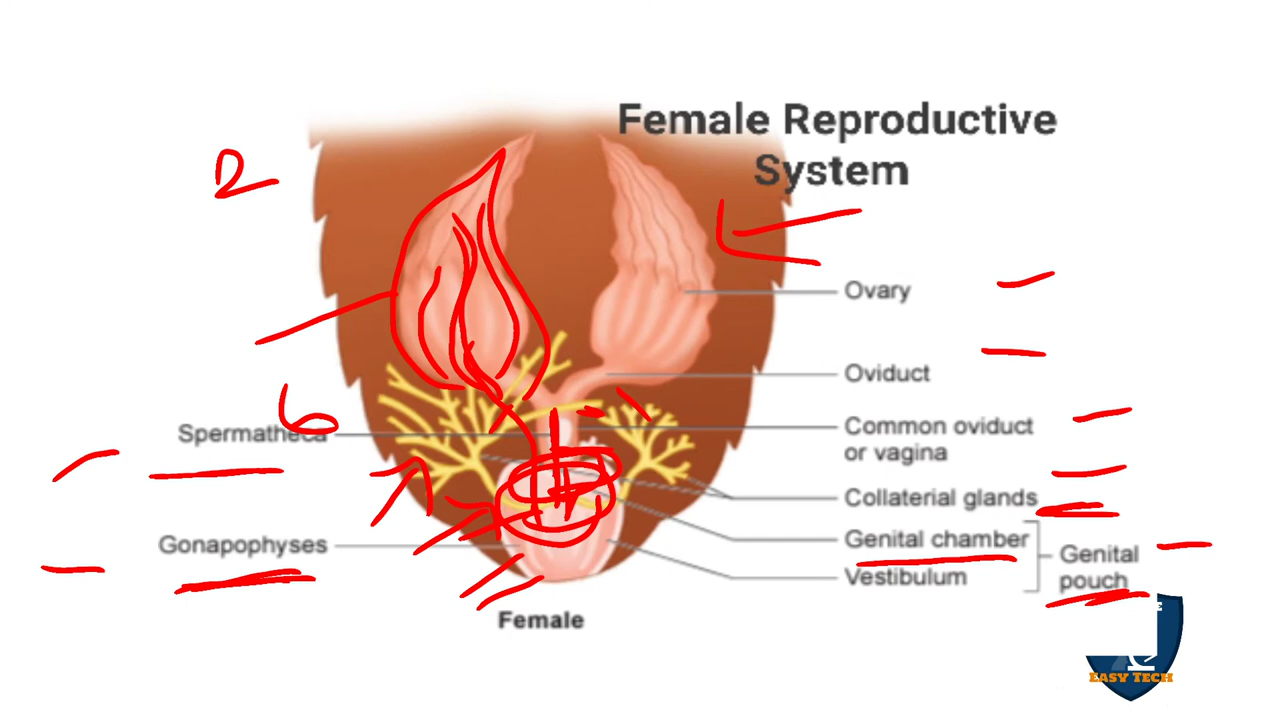 Female Reproductive
System
2
Ovary
Oviduct
6
Spermatheca
Common oviduct
or vagina
Collaterial glands
Gonapophyses
Genital chamber
Vestibulum
Genital
pouch
Female
EASY TECH